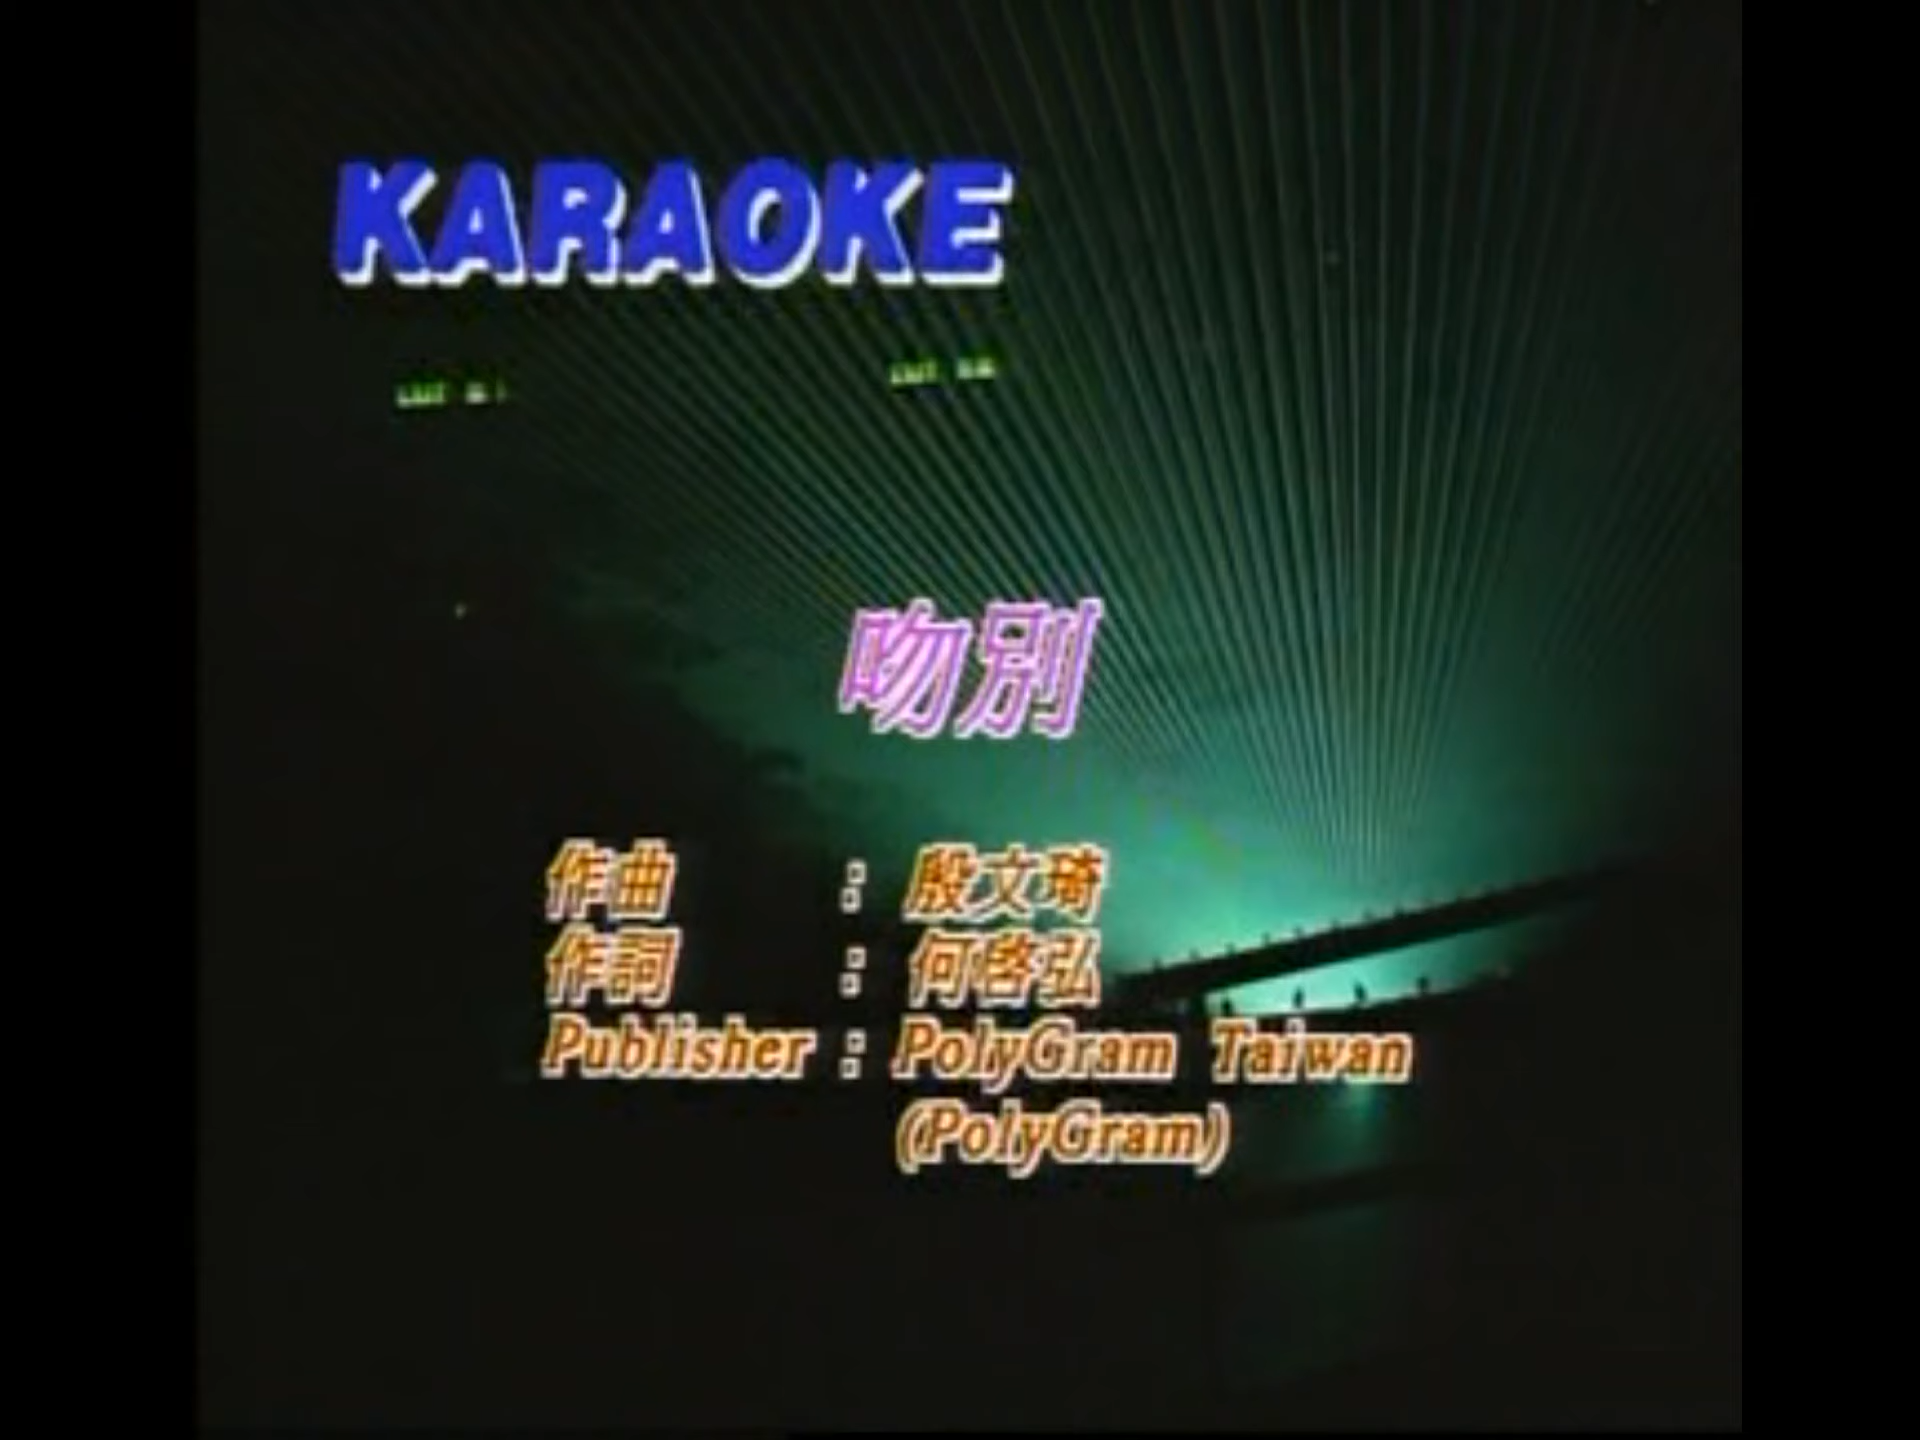 KARAOKE
吻別
作曲 : 殷文琦
作詞 : 何啓弘
Publisher : PolyGram Taiwan
(PolyGram)